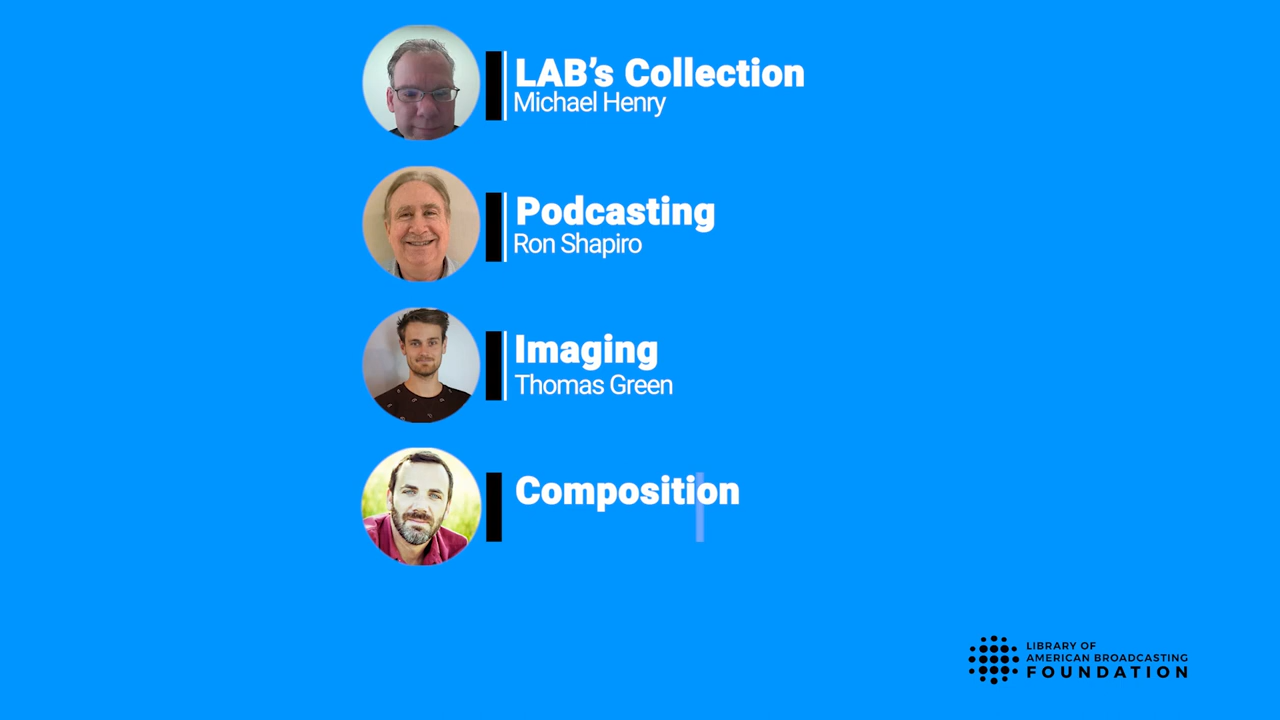 LAB’s Collection
Michael Henry
Podcasting
Ron Shapiro
Imaging
Thomas Green
Composition
LIBRARY OF
AMERICAN BROADCASTING
FOUNDATION